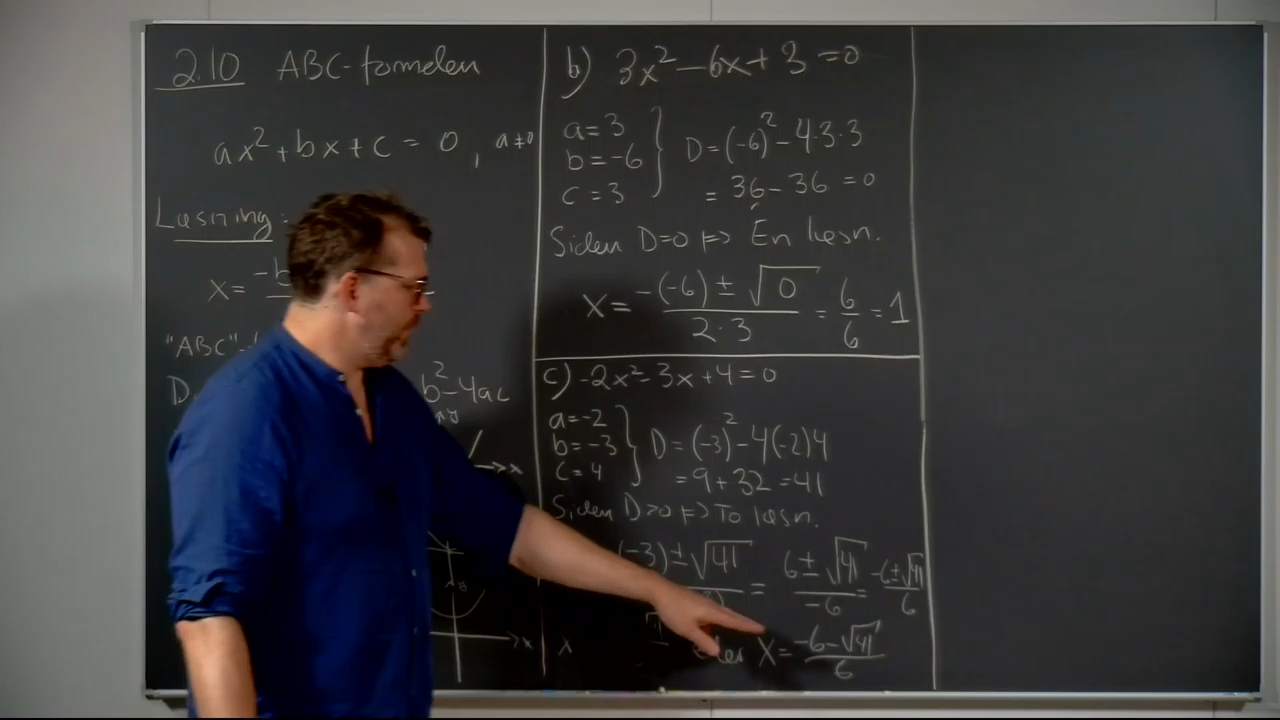 2.10 ABC-formelen
ax² + bx + c = 0, a ≠ 0
Løsning:
x = -b
"ABC"-
b² - 4ac
x
x
b) 3x² - 6x + 3 = 0
a = 3
b = -6
c = 3
D = (-6)² - 4·3·3
= 36 - 36 = 0
Siden D=0 ⇒ Én løsn.
x = -(-6) ± √0 / 2·3 = 6/6 = 1
c) -2x² - 3x + 4 = 0
a = -2
b = -3
c = 4
D = (-3)² - 4(-2)4
= 9 + 32 = 41
Siden D>0 ⇒ To løsn.
(-3) ± √41 = 6 ± √41 / -6 = -6 ± √41 / 6
eller x = -6 - √41 / 6